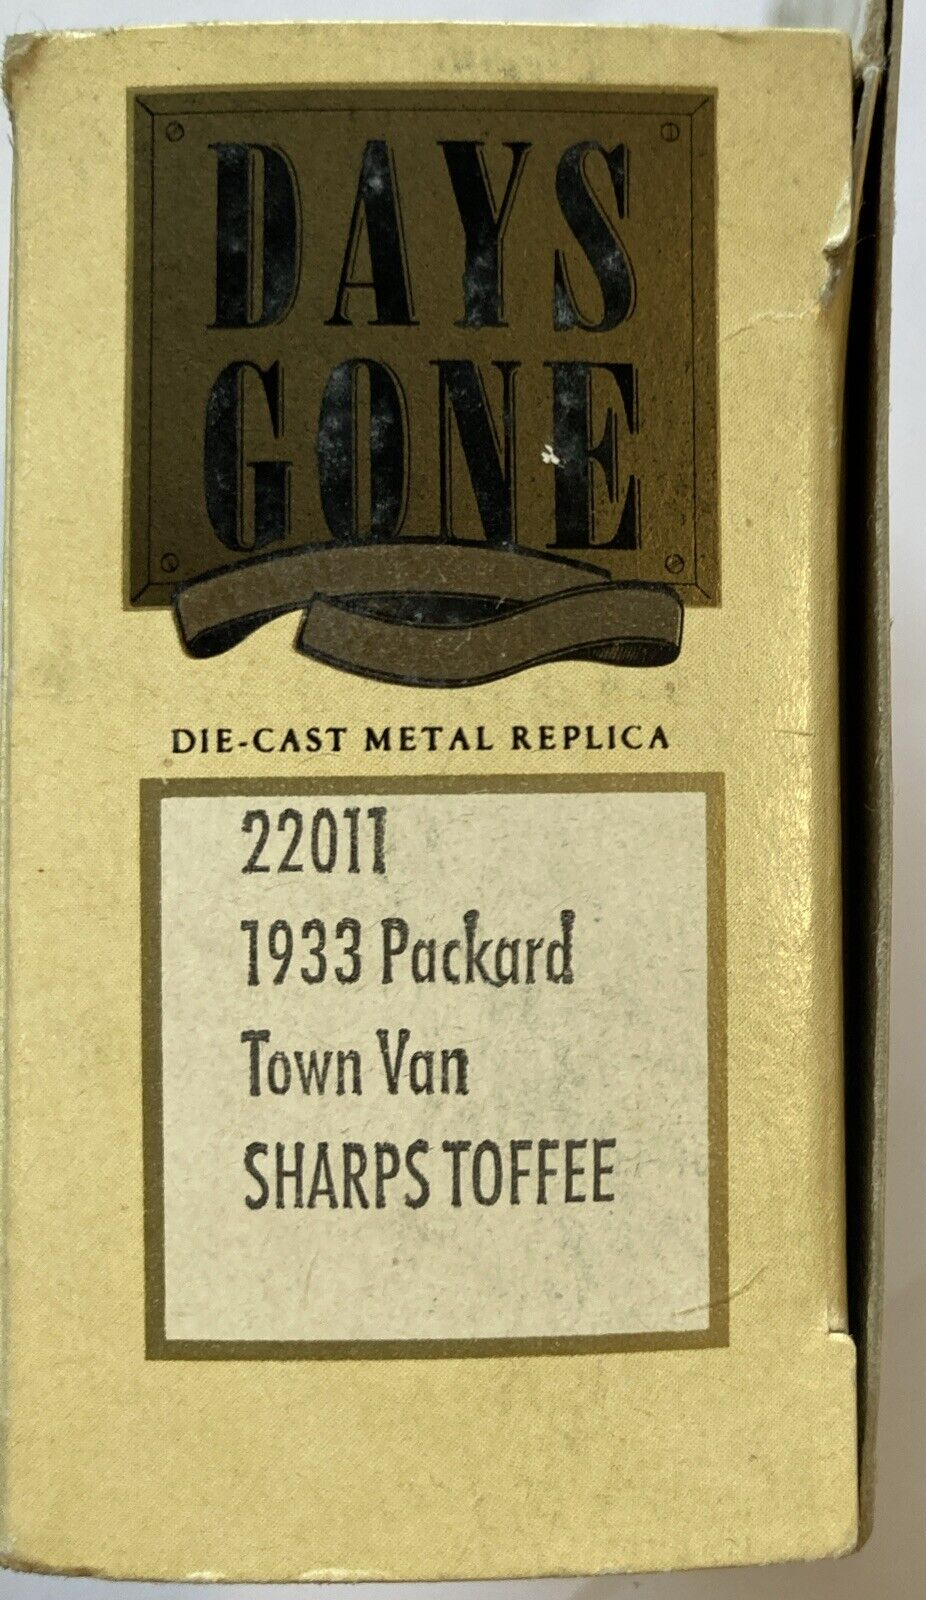 DAYS
GONE
DIE-CAST METAL REPLICA
22011
1933 Packard
Town Van
SHARPS TOFFEE